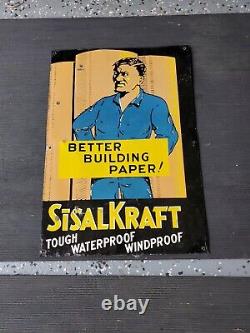 BETTER
BUILDING
PAPER!
SISALKRAFT
TOUGH
WATERPROOF
WINDPROOF